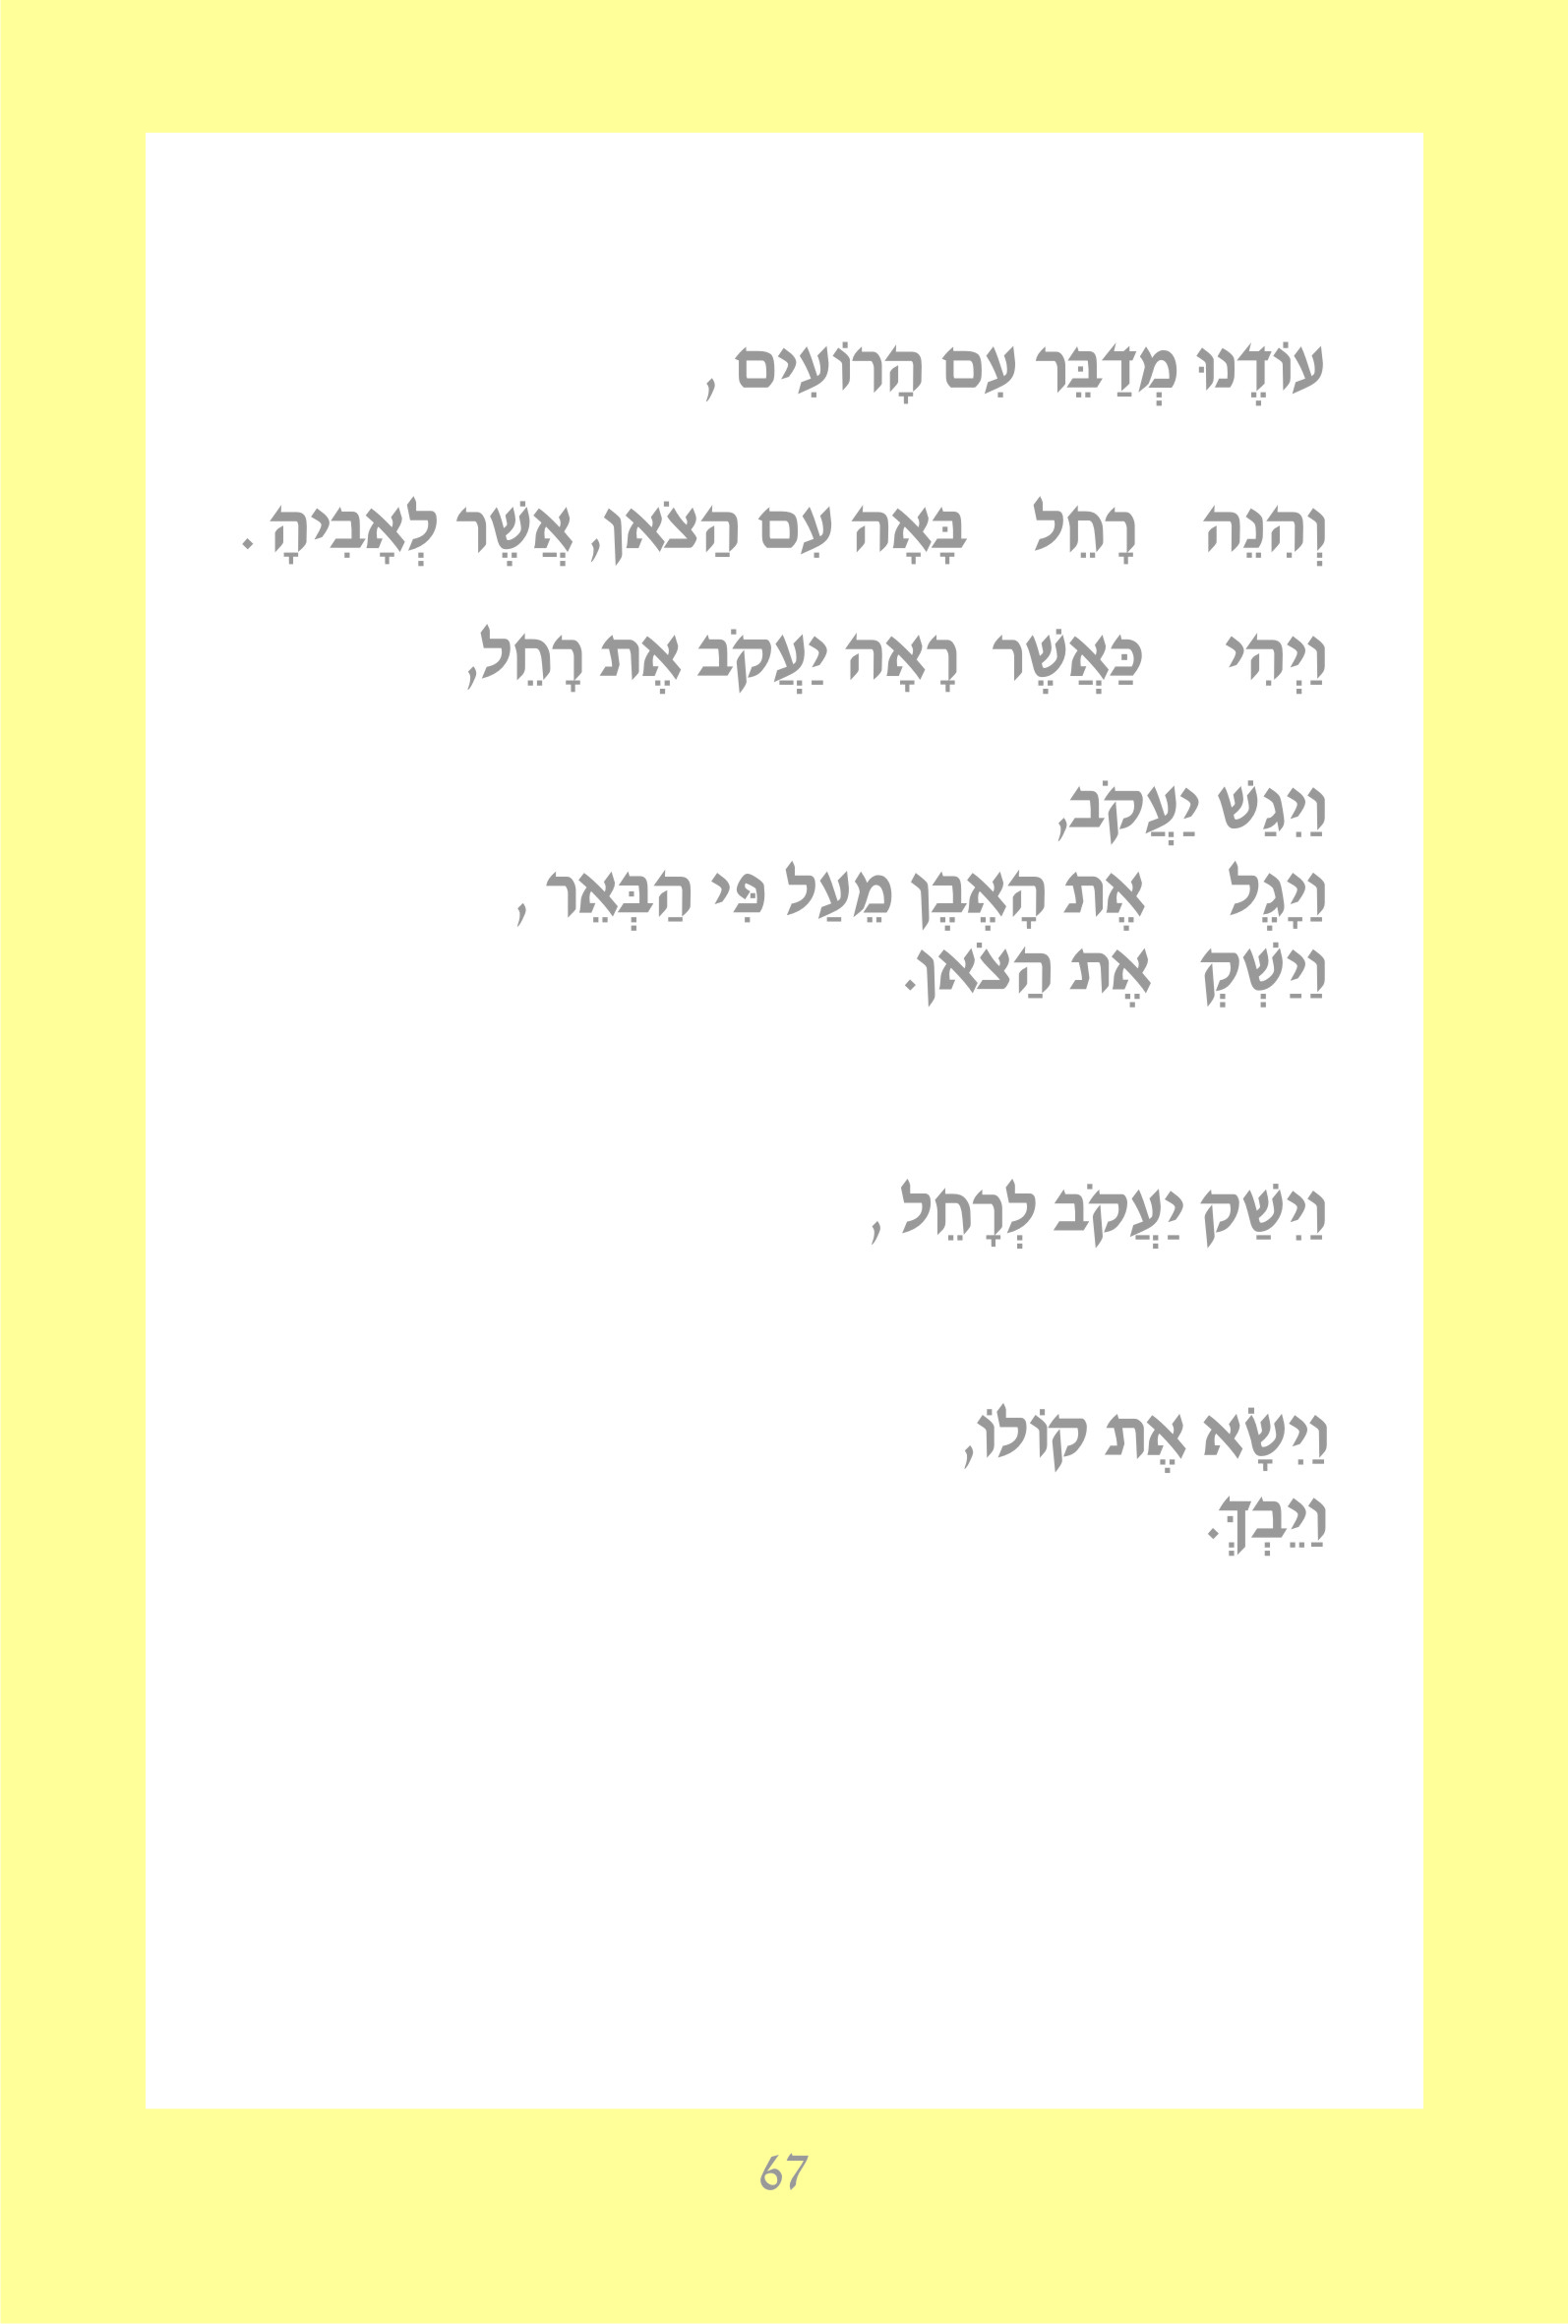 עוֹדֶנּוּ מְדַבֵּר עִם הָרוֹעִים ,
וְהִנֵה רָחֵל בָּאָה עִם הַצֹאן, אֲשֶׁר לְאָבִיהָ .
וַיְהִי כַּאֲשֶׁר רָאָה יַעֲקֹב אֶת רָחֵל,
וַיִגַשׁ יַעֲקֹב,
וַיָגֶל אֶת הָאֶבֶן מֵעַל פִּי הַבְּאֵר ,
וַיַשְׁקְ אֶת הַצֹאן.
וַיִשַׁק יַעֲקֹב לְרָחֵל ,
וַיִשָׂא אֶת קוֹלוֹ,
וַיֵבְךְּ.
67